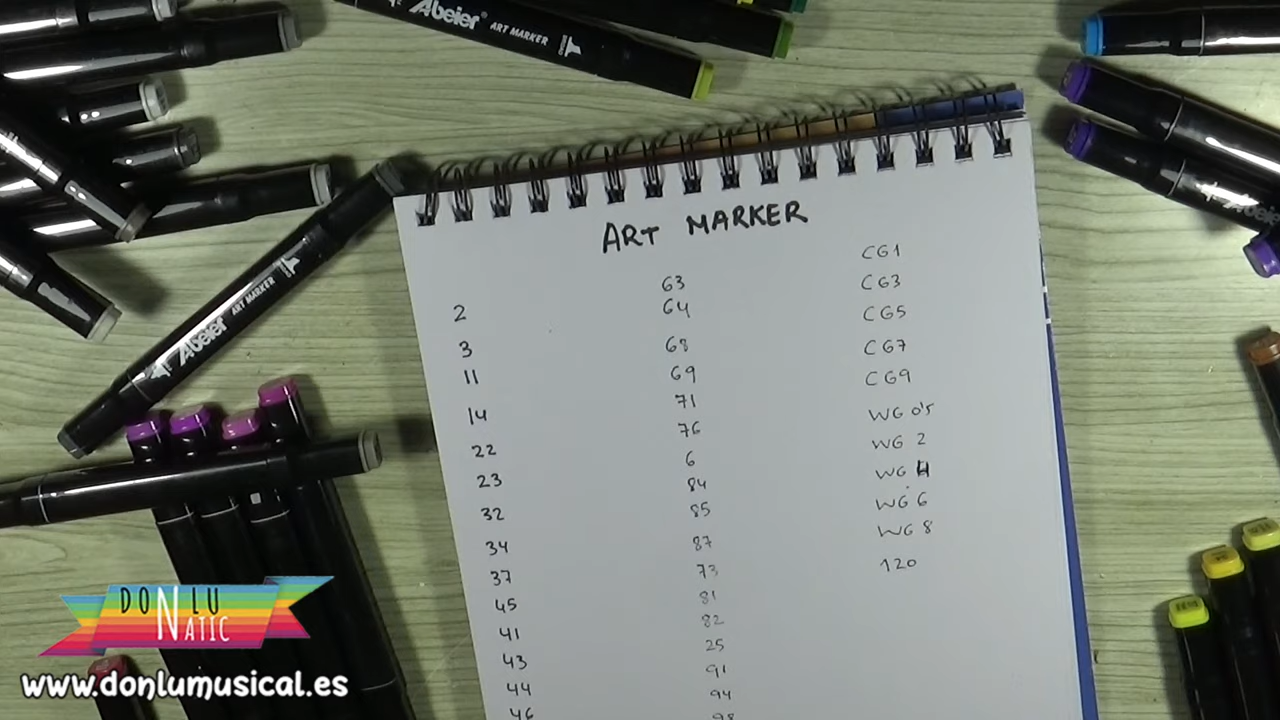 Abeier® ART MARKER
ART MARKER
2
3
11
14
22
23
32
34
37
45
41
43
44
46
63
64
68
69
71
76
6
84
85
87
73
81
82
25
91
94
98
CG1
CG3
CG5
CG7
CG9
WG 0'5
WG 2
WG 4
WG 6
WG 8
120
Abeier ART MARKER
DONLU
NATIC
www.donlumusical.es